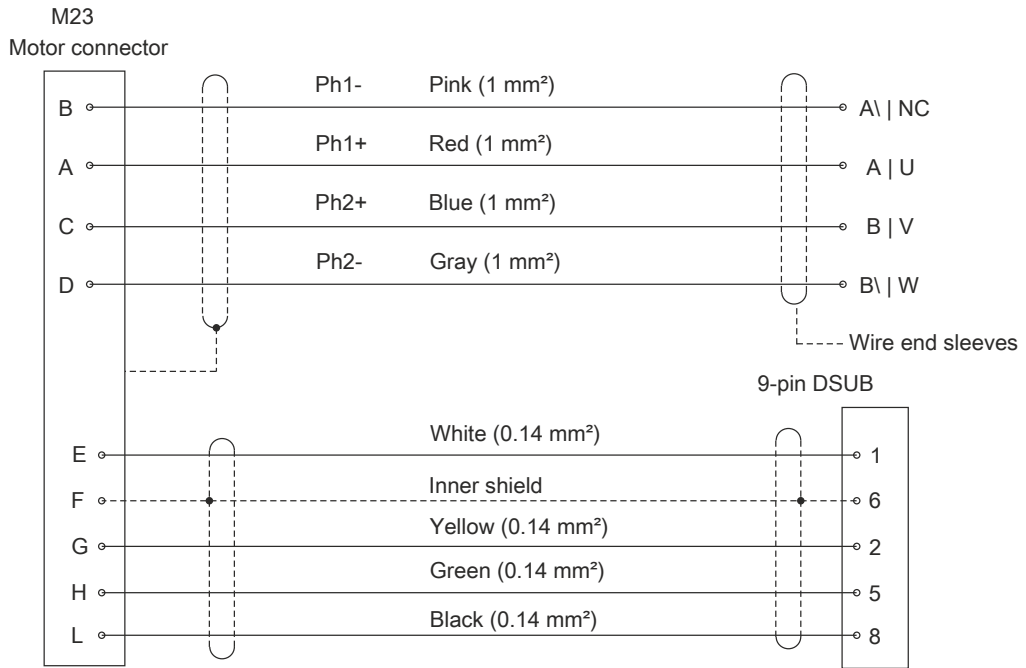 M23
Motor connector
B Ph1- Pink (1 mm²) A\ | NC
A Ph1+ Red (1 mm²) A | U
C Ph2+ Blue (1 mm²) B | V
D Ph2- Gray (1 mm²) B\ | W
Wire end sleeves
9-pin DSUB
E White (0.14 mm²) 1
F Inner shield 6
G Yellow (0.14 mm²) 2
H Green (0.14 mm²) 5
L Black (0.14 mm²) 8